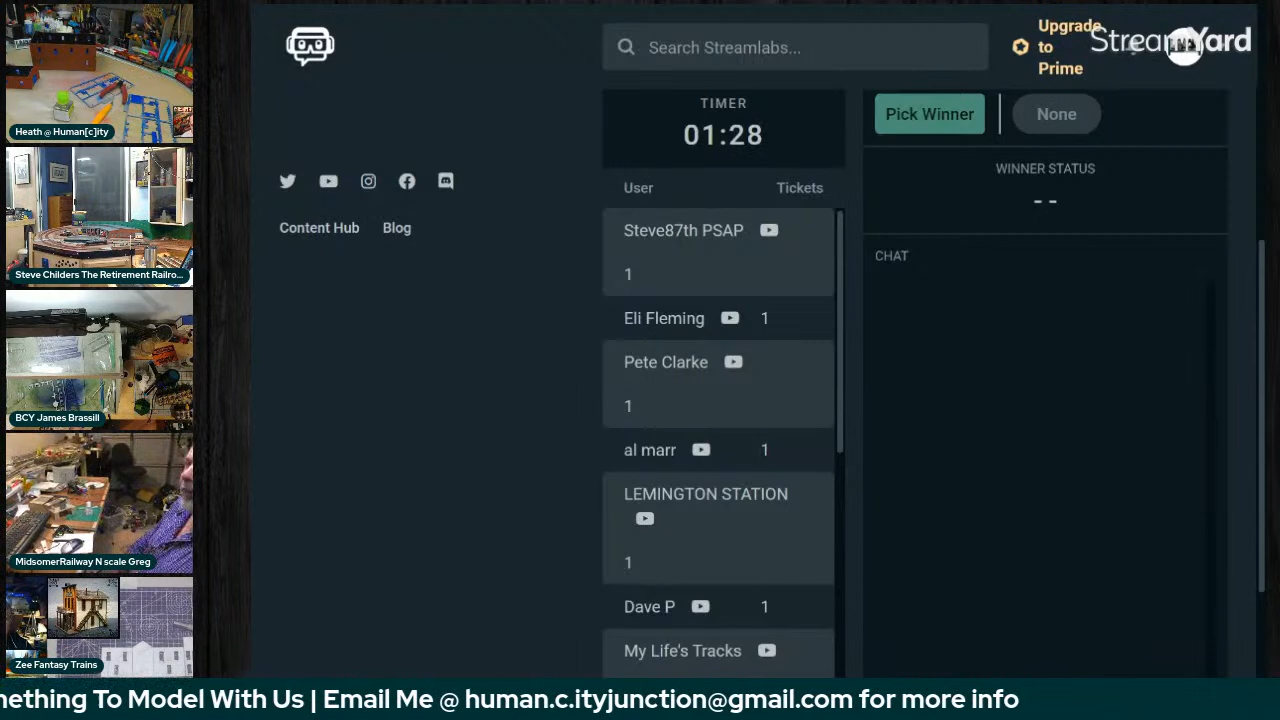 Heath @ Human[c]ity
Steve Childers The Retirement Railro...
BCY James Brassill
MidsomerRailway N scale Greg
Zee Fantasy Trains
Search Streamlabs...
Upgrade
to
Prime
StreamYard
Content Hub
Blog
TIMER
01:28
User
Tickets
Steve87th PSAP
1
Eli Fleming
1
Pete Clarke
1
al marr
1
LEMINGTON STATION
1
Dave P
1
My Life's Tracks
Pick Winner
None
WINNER STATUS
--
CHAT
nething To Model With Us | Email Me @ human.c.ityjunction@gmail.com for more info